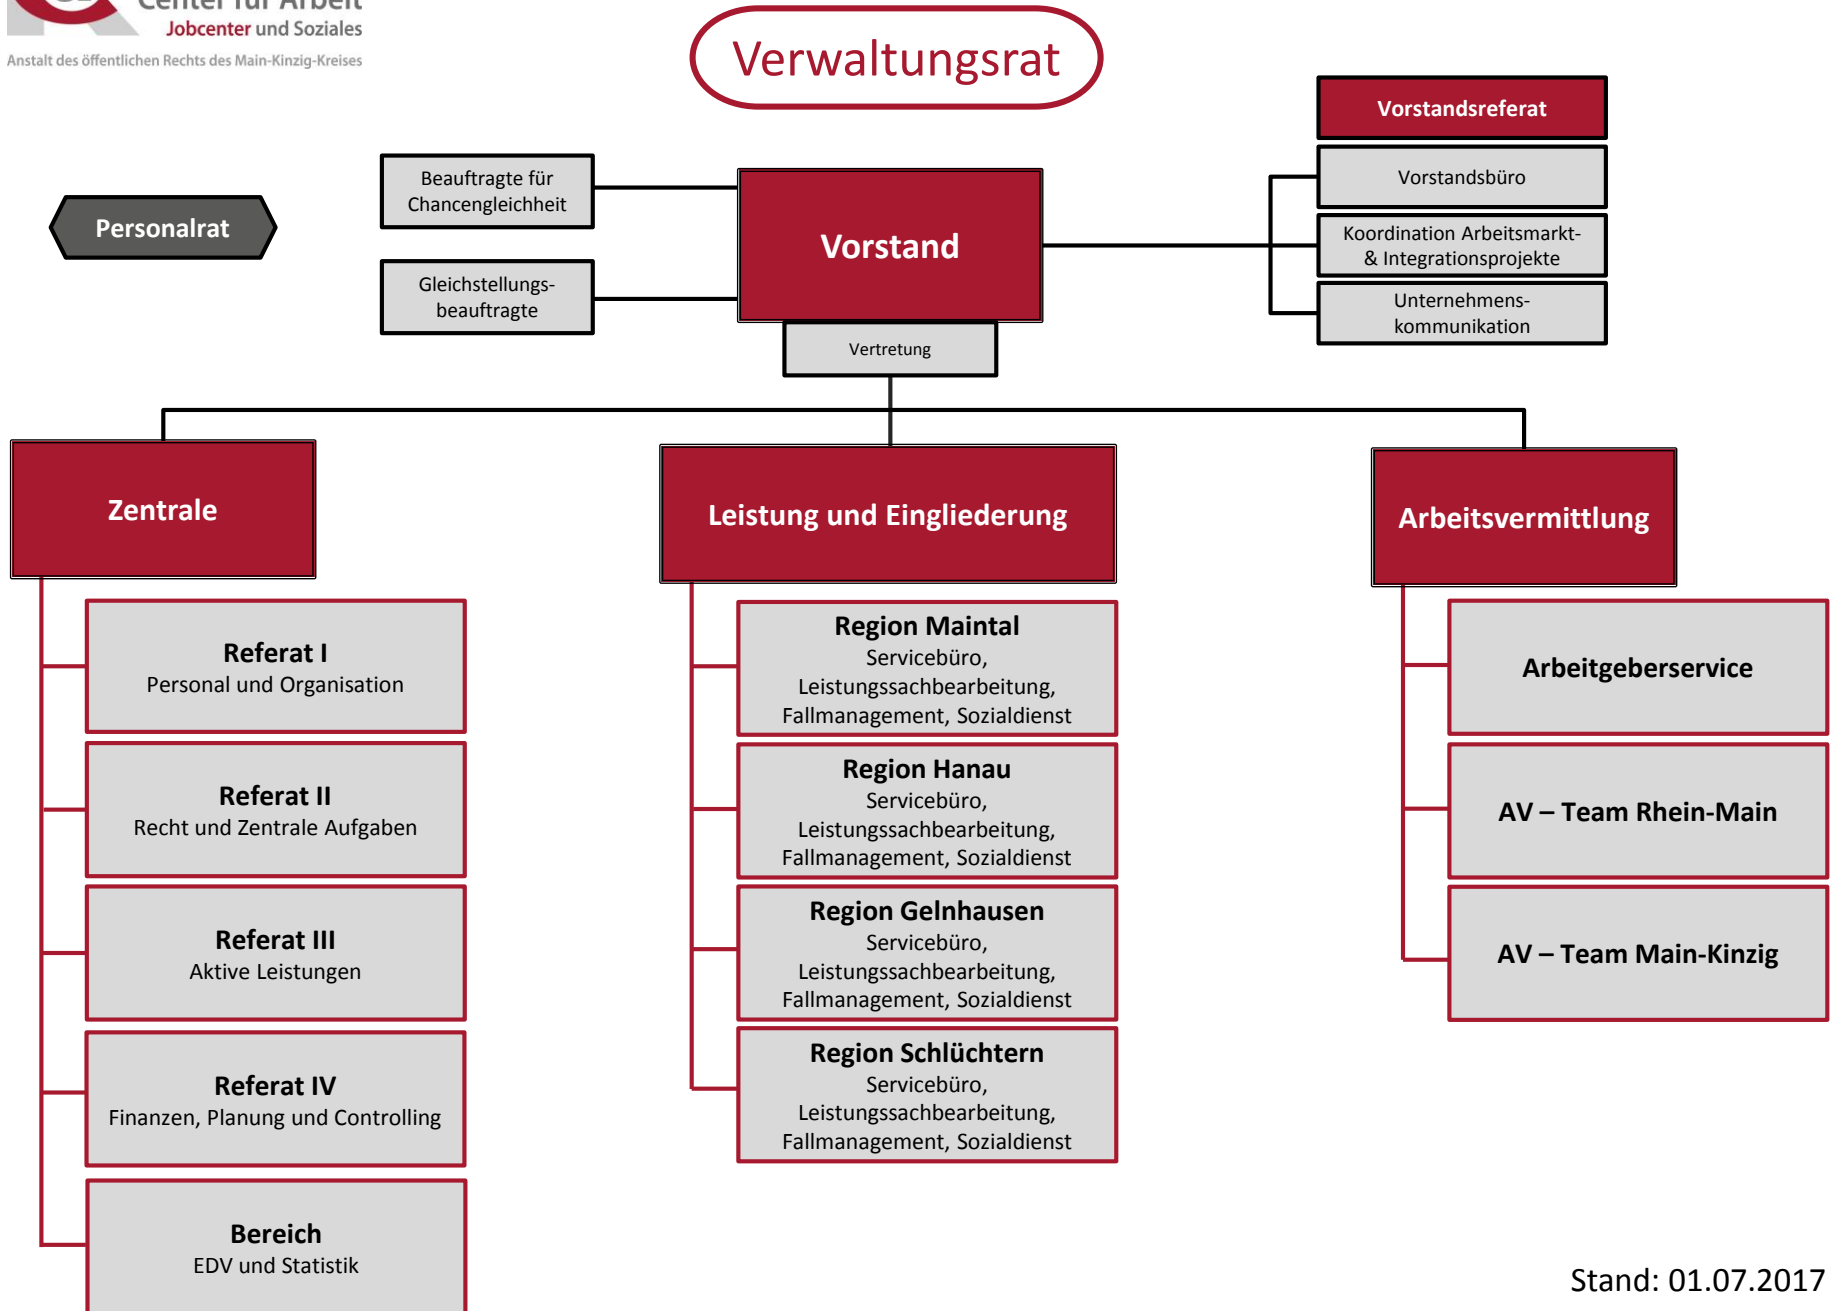 Center für Arbeit
Jobcenter und Soziales
Anstalt des öffentlichen Rechts des Main-Kinzig-Kreises
Verwaltungsrat
Vorstandsreferat
Vorstandsbüro
Koordination Arbeitsmarkt-
& Integrationsprojekte
Unternehmens-
kommunikation
Beauftragte für
Chancengleichheit
Gleichstellungs-
beauftragte
Personalrat
Vorstand
Vertretung
Zentrale
Referat I
Personal und Organisation
Referat II
Recht und Zentrale Aufgaben
Referat III
Aktive Leistungen
Referat IV
Finanzen, Planung und Controlling
Bereich
EDV und Statistik
Leistung und Eingliederung
Region Maintal
Servicebüro,
Leistungssachbearbeitung,
Fallmanagement, Sozialdienst
Region Hanau
Servicebüro,
Leistungssachbearbeitung,
Fallmanagement, Sozialdienst
Region Gelnhausen
Servicebüro,
Leistungssachbearbeitung,
Fallmanagement, Sozialdienst
Region Schlüchtern
Servicebüro,
Leistungssachbearbeitung,
Fallmanagement, Sozialdienst
Arbeitsvermittlung
Arbeitgeberservice
AV – Team Rhein-Main
AV – Team Main-Kinzig
Stand: 01.07.2017